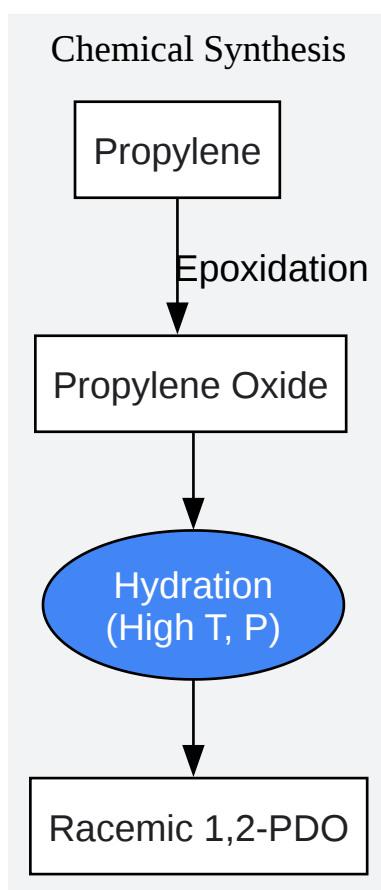 Chemical Synthesis
Propylene
Epoxidation
Propylene Oxide
Hydration
(High T, P)
Racemic 1,2-PDO